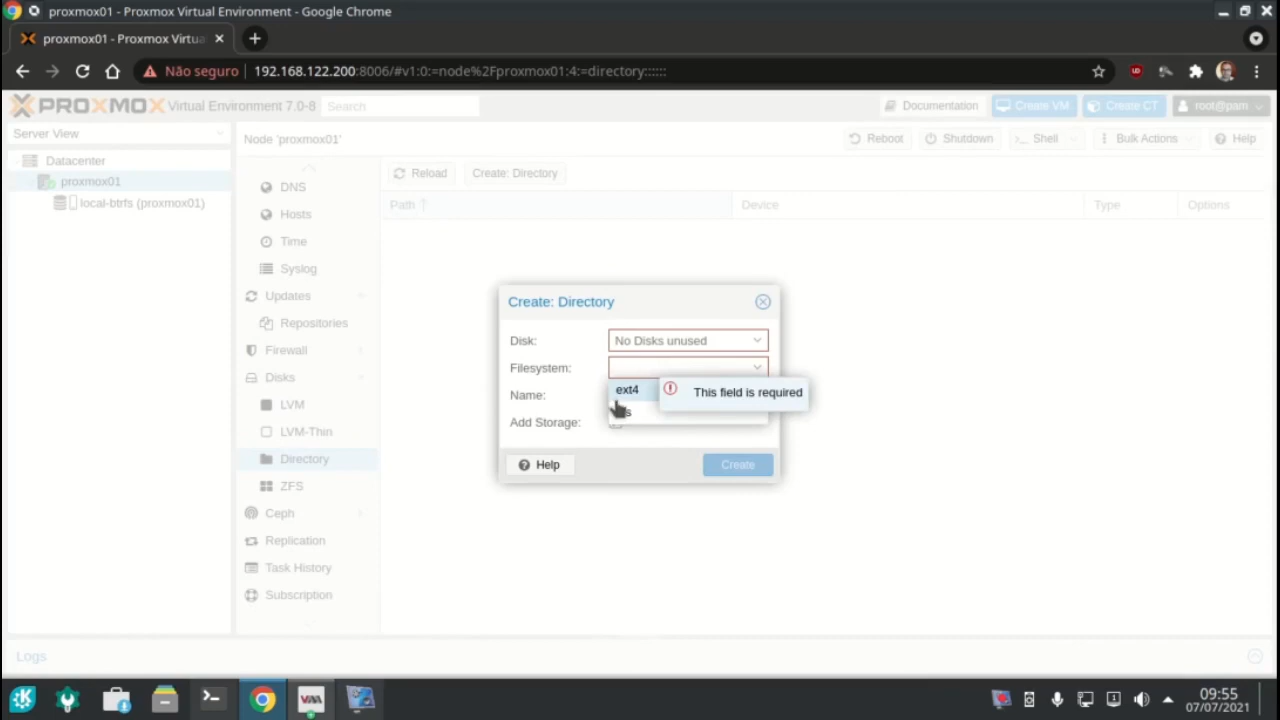 proxmox01 - Proxmox Virtual Environment - Google Chrome
proxmox01 - Proxmox Virtua
Não seguro
192.168.122.200:8006/#v1:0:=node%2Fproxmox01:4:=directory::::::
PROXMOX Virtual Environment 7.0-8
Search
Documentation
Create VM
Create CT
root@pam
Server View
Node 'proxmox01'
Reboot
Shutdown
Shell
Bulk Actions
Help
Datacenter
proxmox01
local-btrfs (proxmox01)
DNS
Hosts
Time
Syslog
Updates
Repositories
Firewall
Disks
LVM
LVM-Thin
Directory
ZFS
Ceph
Replication
Task History
Subscription
Reload
Create: Directory
Path
Device
Type
Options
Create: Directory
Disk:
No Disks unused
Filesystem:
ext4
This field is required
Name:
Add Storage:
Help
Create
Logs
09:55
07/07/2021